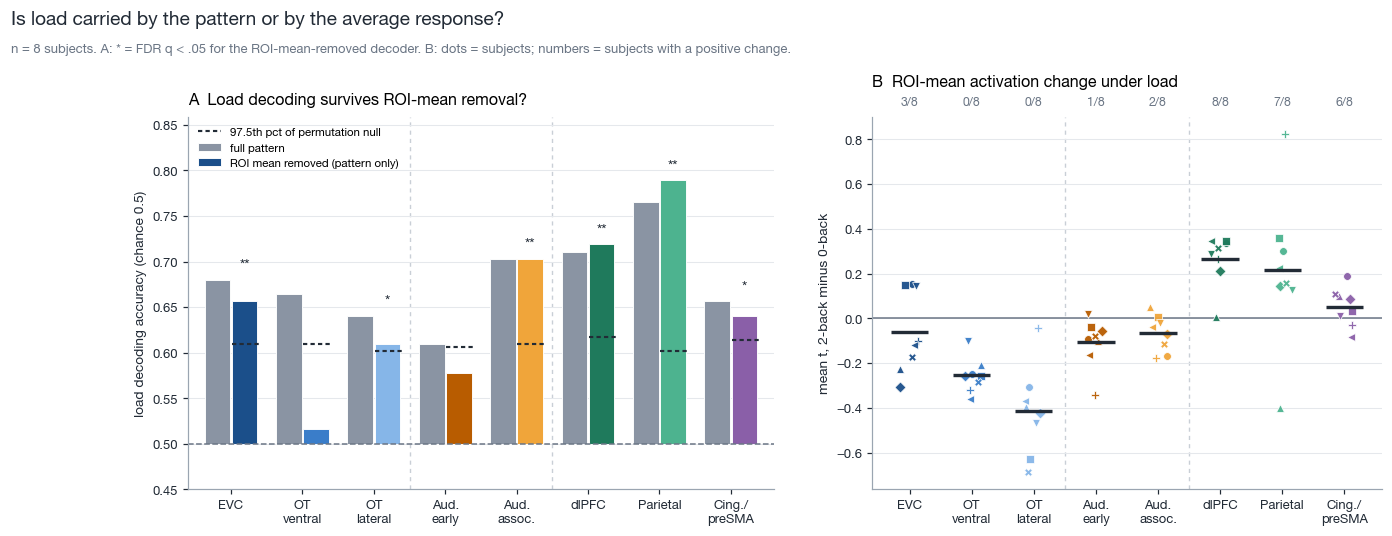 Is load carried by the pattern or by the average response?
n = 8 subjects. A: * = FDR q < .05 for the ROI-mean-removed decoder. B: dots = subjects; numbers = subjects with a positive change.
A Load decoding survives ROI-mean removal?
97.5th pct of permutation null
full pattern
ROI mean removed (pattern only)
load decoding accuracy (chance 0.5)
0.85
0.80
0.75
0.70
0.65
0.60
0.55
0.50
0.45
**
*
**
**
**
*
EVC
OT
ventral
OT
lateral
Aud.
early
Aud.
assoc.
dlPFC
Parietal
Cing./
preSMA
B ROI-mean activation change under load
3/8 0/8 0/8 1/8 2/8 8/8 7/8 6/8
mean t, 2-back minus 0-back
0.8
0.6
0.4
0.2
0.0
−0.2
−0.4
−0.6
EVC
OT
ventral
OT
lateral
Aud.
early
Aud.
assoc.
dlPFC
Parietal
Cing./
preSMA